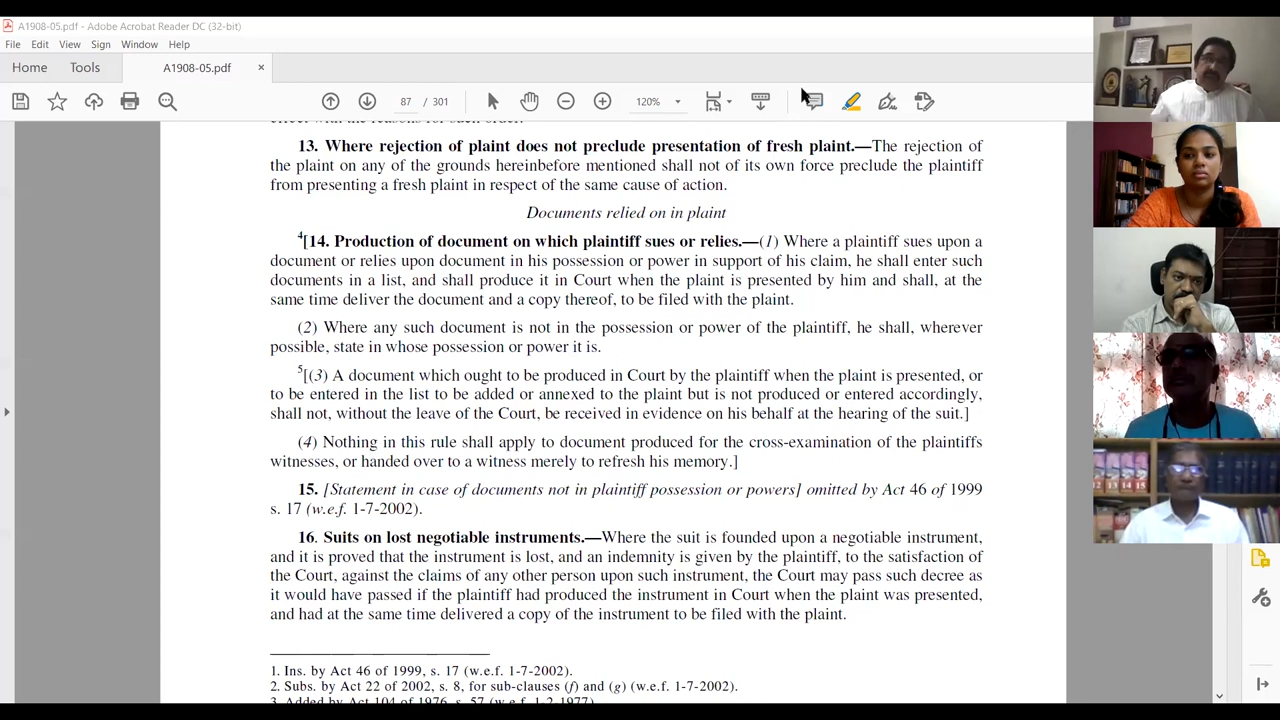 A1908-05.pdf - Adobe Acrobat Reader DC (32-bit)
File Edit View Sign Window Help
Home Tools A1908-05.pdf ×
87 / 301 120%
effect with the reasons for such order.
13. Where rejection of plaint does not preclude presentation of fresh plaint.—The rejection of
the plaint on any of the grounds hereinbefore mentioned shall not of its own force preclude the plaintiff
from presenting a fresh plaint in respect of the same cause of action.
Documents relied on in plaint
4[14. Production of document on which plaintiff sues or relies.—(1) Where a plaintiff sues upon a
document or relies upon document in his possession or power in support of his claim, he shall enter such
documents in a list, and shall produce it in Court when the plaint is presented by him and shall, at the
same time deliver the document and a copy thereof, to be filed with the plaint.
(2) Where any such document is not in the possession or power of the plaintiff, he shall, wherever
possible, state in whose possession or power it is.
5[(3) A document which ought to be produced in Court by the plaintiff when the plaint is presented, or
to be entered in the list to be added or annexed to the plaint but is not produced or entered accordingly,
shall not, without the leave of the Court, be received in evidence on his behalf at the hearing of the suit.]
(4) Nothing in this rule shall apply to document produced for the cross-examination of the plaintiffs
witnesses, or handed over to a witness merely to refresh his memory.]
15. [Statement in case of documents not in plaintiff possession or powers] omitted by Act 46 of 1999
s. 17 (w.e.f. 1-7-2002).
16. Suits on lost negotiable instruments.—Where the suit is founded upon a negotiable instrument,
and it is proved that the instrument is lost, and an indemnity is given by the plaintiff, to the satisfaction of
the Court, against the claims of any other person upon such instrument, the Court may pass such decree as
it would have passed if the plaintiff had produced the instrument in Court when the plaint was presented,
and had at the same time delivered a copy of the instrument to be filed with the plaint.
1. Ins. by Act 46 of 1999, s. 17 (w.e.f. 1-7-2002).
2. Subs. by Act 22 of 2002, s. 8, for sub-clauses (f) and (g) (w.e.f. 1-7-2002).
3. Added by Act 104 of 1976, s. 57 (w.e.f. 1-2-1977).